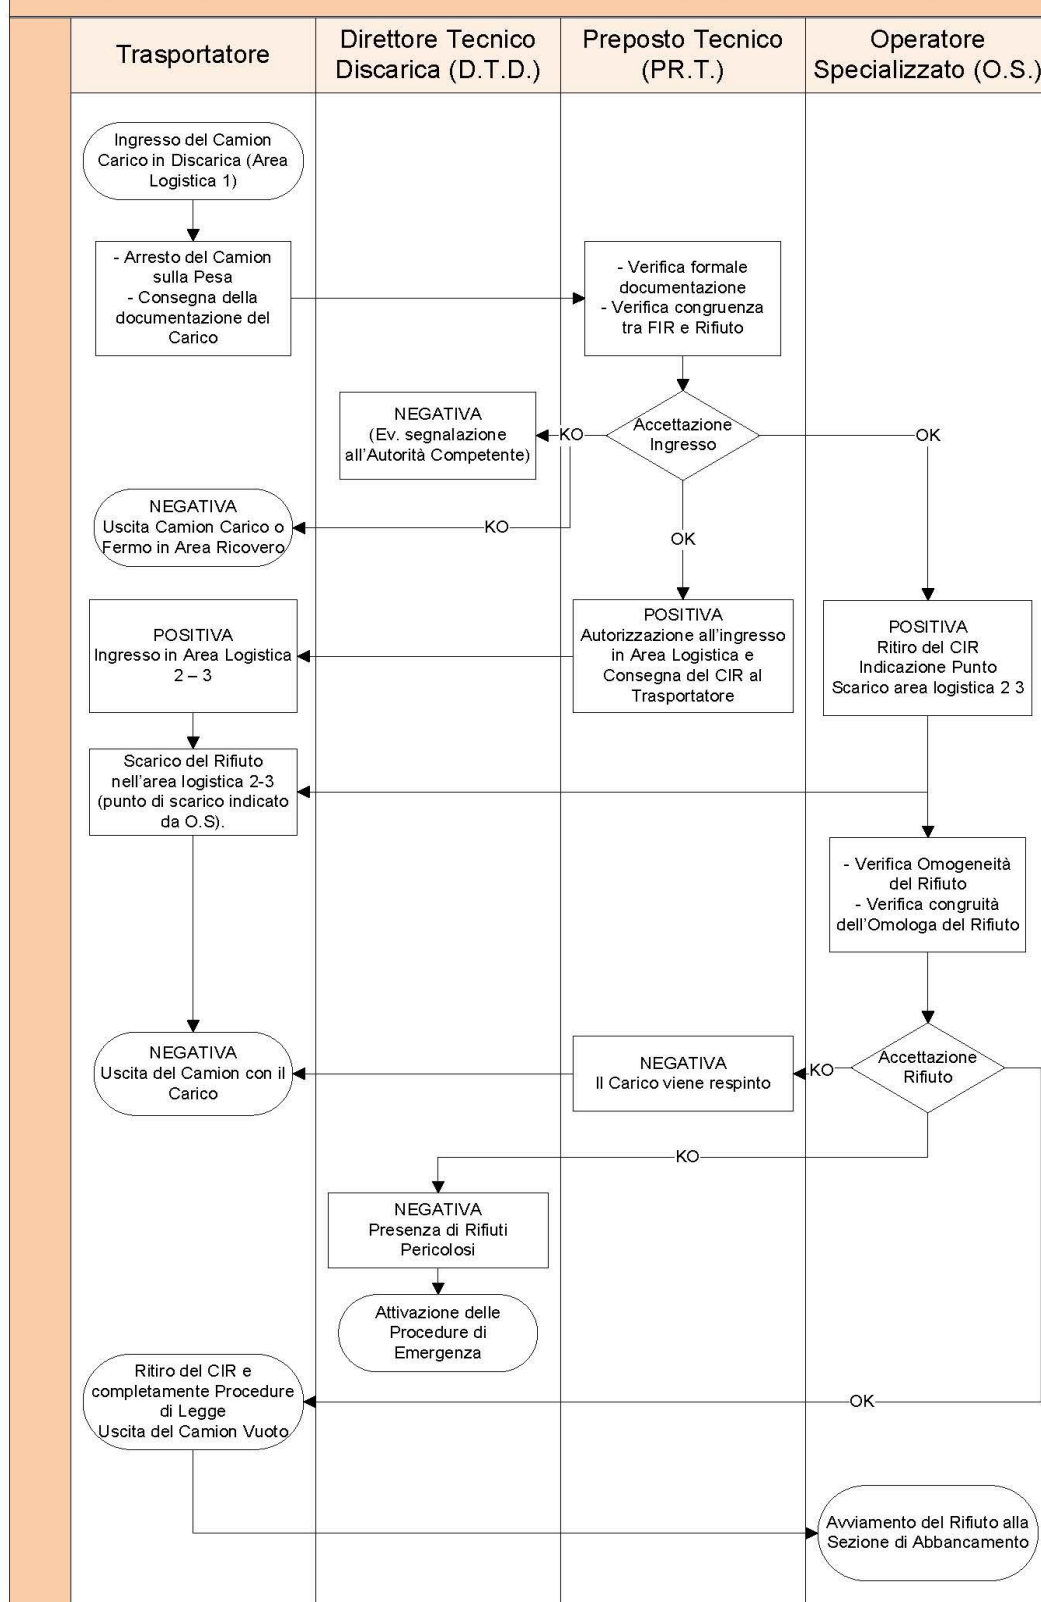 Trasportatore
Direttore Tecnico
Discarica (D.T.D.)
Preposto Tecnico
(PR.T.)
Operatore
Specializzato (O.S.)
Ingresso del Camion
Carico in Discarica (Area
Logistica 1)
- Arresto del Camion
sulla Pesa
- Consegna della
documentazione del
Carico
- Verifica formale
documentazione
- Verifica congruenza
tra FIR e Rifiuto
NEGATIVA
(Ev. segnalazione
all'Autorità Competente)
KO
Accettazione
Ingresso
OK
NEGATIVA
Uscita Camion Carico o
Fermo in Area Ricovero
KO
OK
POSITIVA
Ingresso in Area Logistica
2 – 3
POSITIVA
Autorizzazione all'ingresso
in Area Logistica e
Consegna del CIR al
Trasportatore
POSITIVA
Ritiro del CIR
Indicazione Punto
Scarico area logistica 2 3
Scarico del Rifiuto
nell'area logistica 2-3
(punto di scarico indicato
da O.S).
- Verifica Omogeneità
del Rifiuto
- Verifica congruità
dell'Omologa del Rifiuto
NEGATIVA
Uscita del Camion con il
Carico
NEGATIVA
Il Carico viene respinto
KO
Accettazione
Rifiuto
KO
NEGATIVA
Presenza di Rifiuti
Pericolosi
Attivazione delle
Procedure di
Emergenza
Ritiro del CIR e
completamente Procedure
di Legge
Uscita del Camion Vuoto
OK
Avviamento del Rifiuto alla
Sezione di Abbancamento